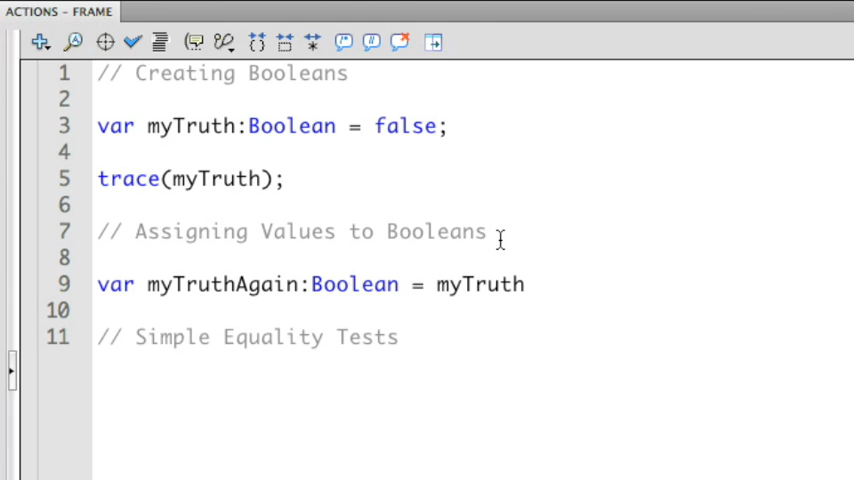 ACTIONS - FRAME
1 // Creating Booleans
2
3 var myTruth:Boolean = false;
4
5 trace(myTruth);
6
7 // Assigning Values to Booleans
8
9 var myTruthAgain:Boolean = myTruth
10
11 // Simple Equality Tests